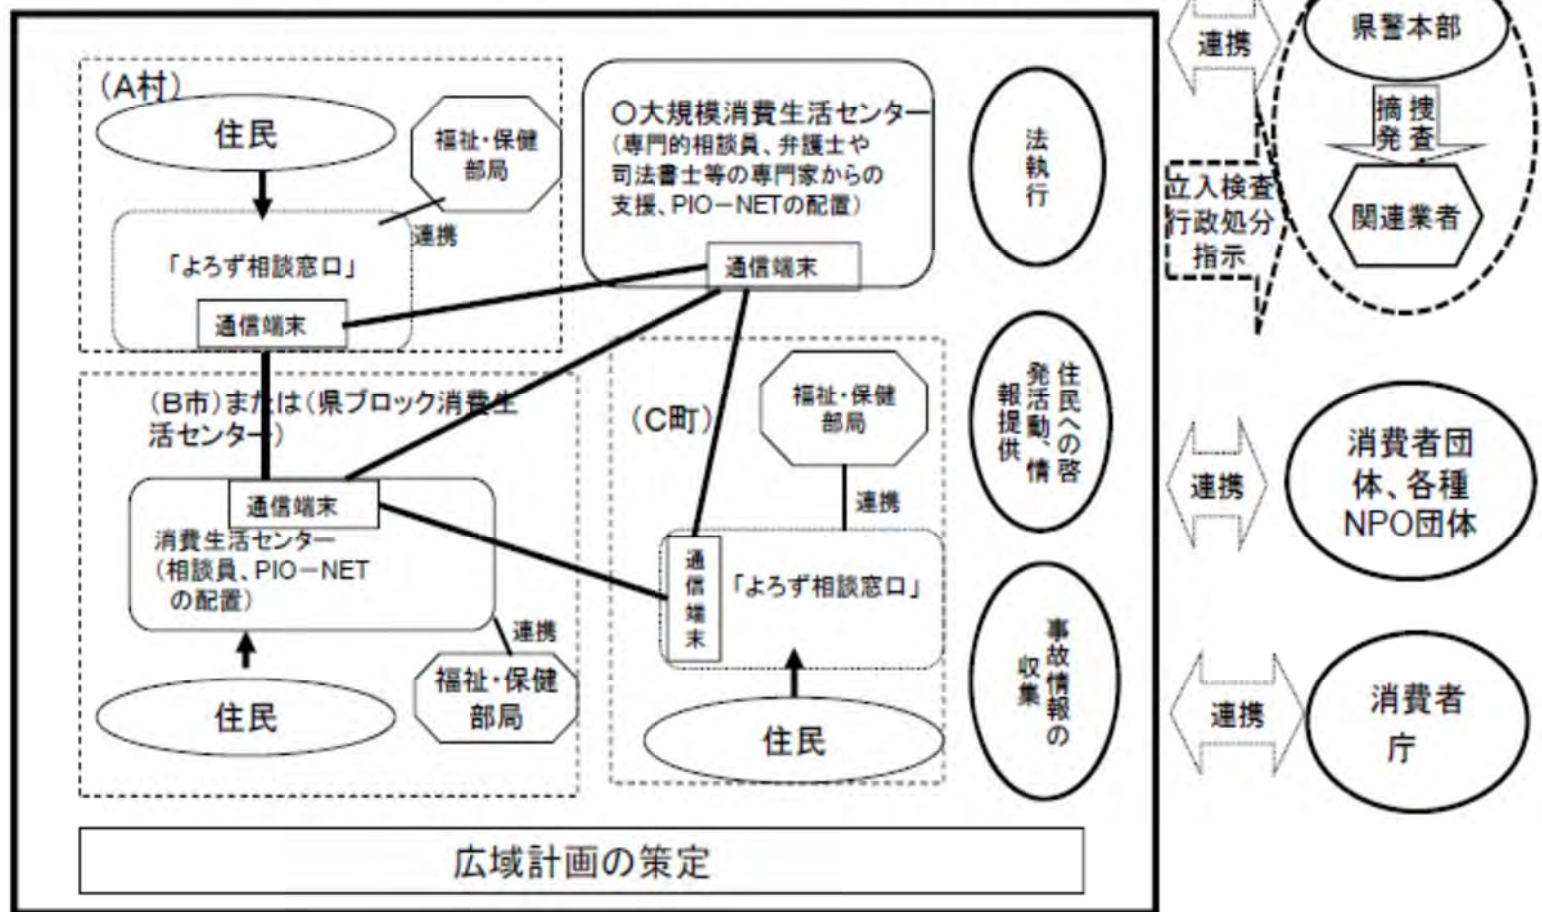 (A村)
住民
福祉・保健
部局
連携
「よろず相談窓口」
通信端末
○大規模消費生活センター
(専門的相談員、弁護士や
司法書士等の専門家からの
支援、PIO－NETの配置)
通信端末
(B市)または(県ブロック消費生
活センター)
通信端末
消費生活センター
(相談員、PIO－NET
の配置)
連携
住民
福祉・保健
部局
(C町)
福祉・保健
部局
連携
通信端末
「よろず相談窓口」
住民
法執行
住民への啓
発活動、情
報提供
事故情報の
収集
広域計画の策定
連携
県警本部
捜査
摘発
関連業者
立入検査
行政処分
指示
連携
消費者団
体、各種
NPO団体
連携
消費者
庁